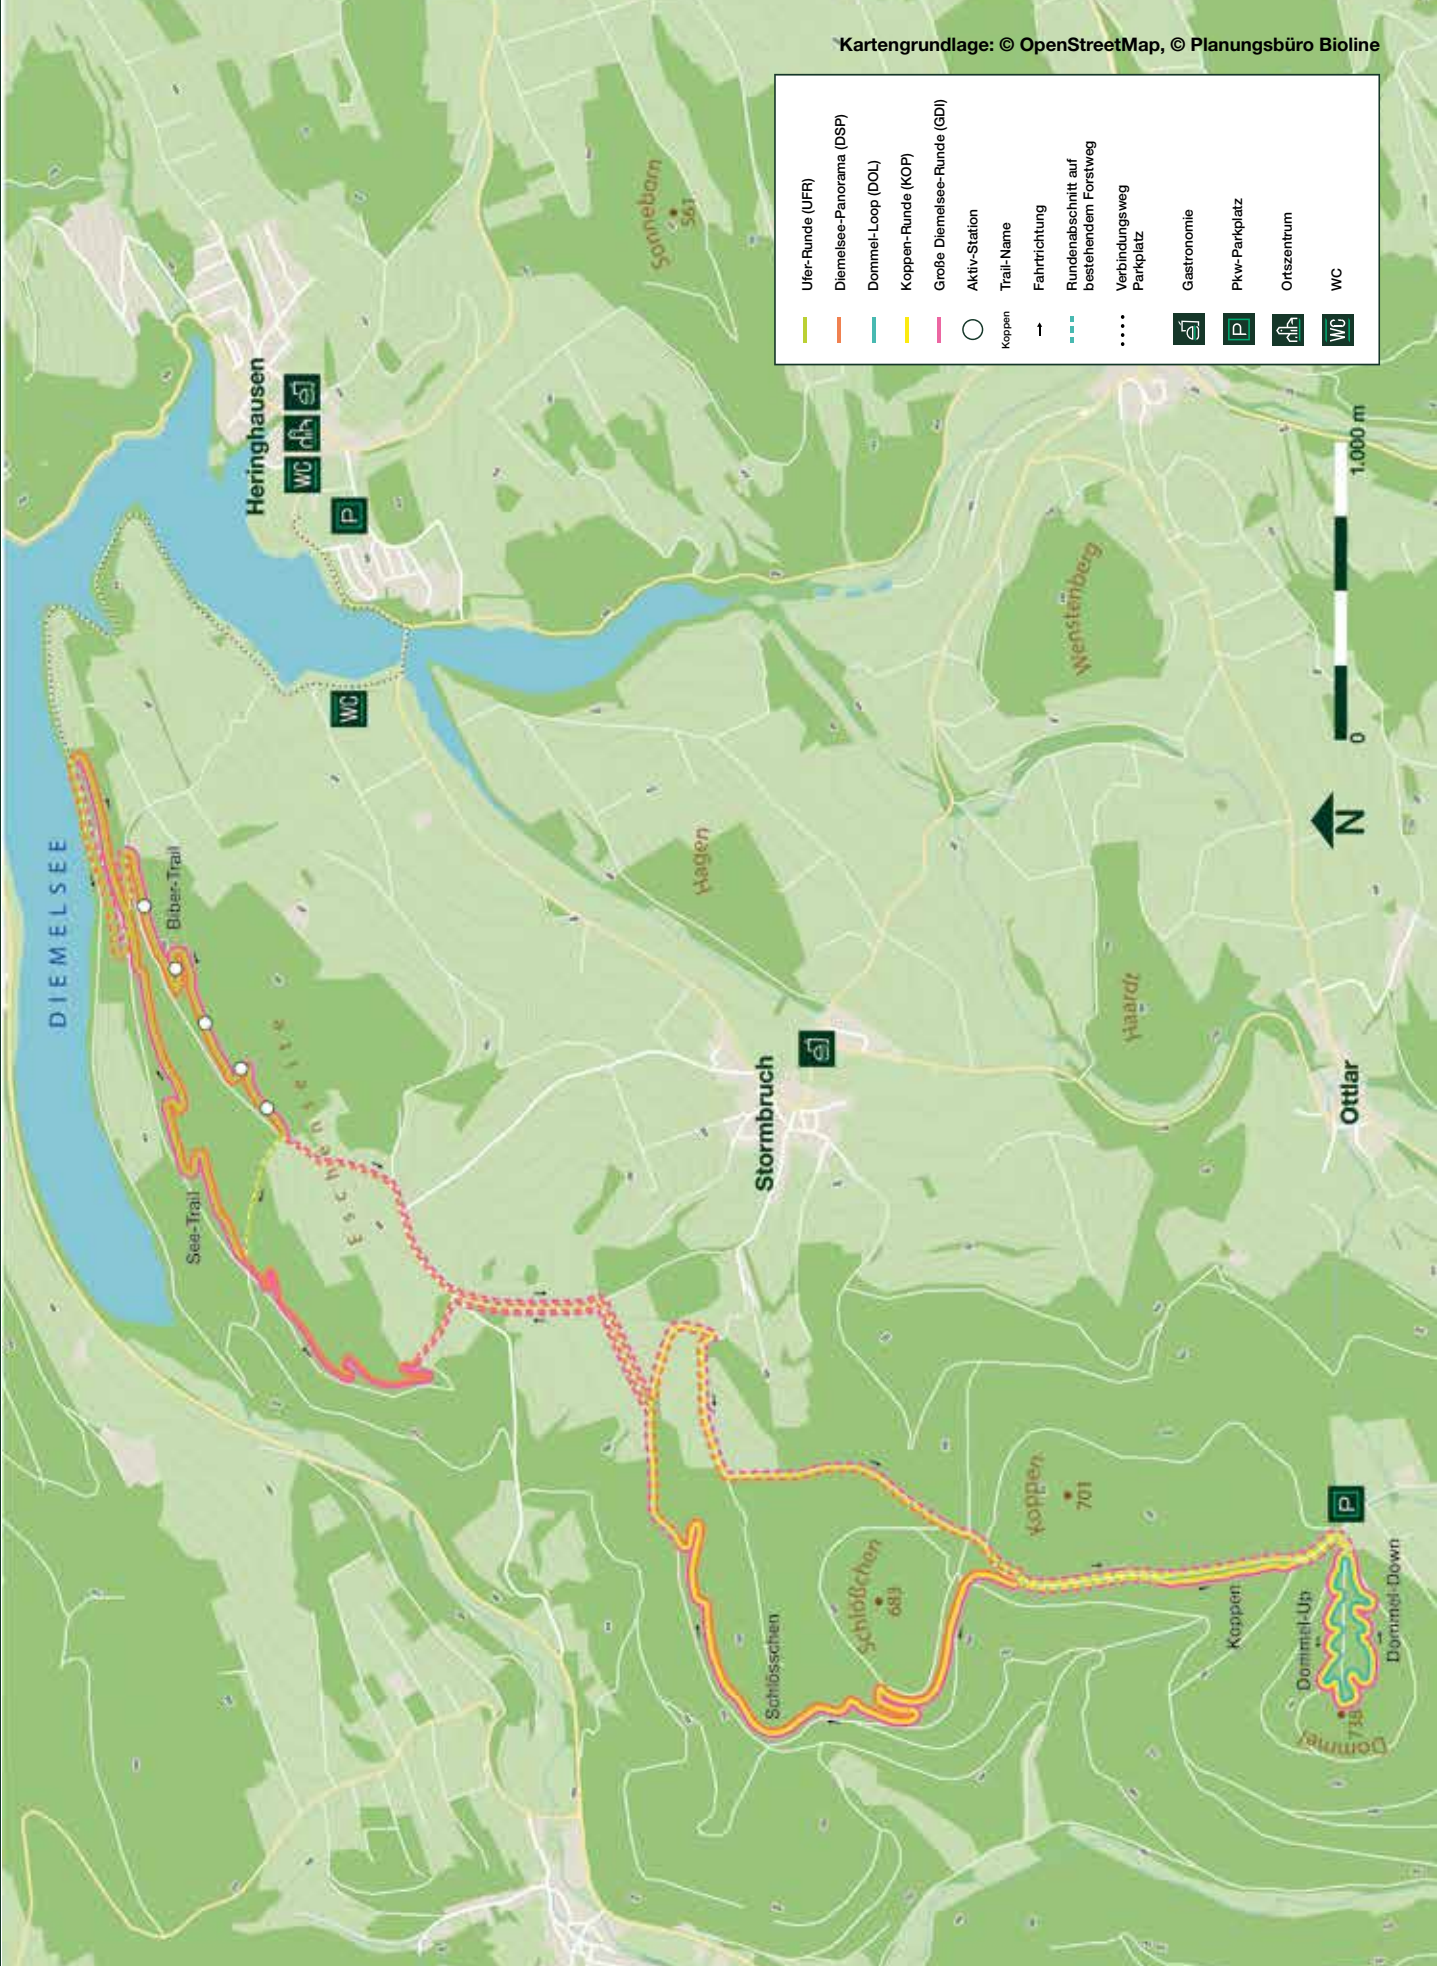 Kartengrundlage: © OpenStreetMap, © Planungsbüro Bioline
Ufer-Runde (UFR)
Diemelsee-Panorama (DSP)
Dommel-Loop (DOL)
Koppen-Runde (KOP)
Große Diemelsee-Runde (GDI)
Aktiv-Station
Koppen
Trail-Name
Fahrtrichtung
Rundenabschnitt auf
bestehendem Forstweg
Verbindungsweg
Parkplatz
Gastronomie
P
Pkw-Parkplatz
Ortszentrum
WC
WC
DIEMELSEE
Heringhausen
WC
P
WC
Sonneborn
561
Biber-Trail
See-Trail
Eschenseite
Hagen
Wenstenberg
Haardt
Stormbruch
Ottlar
N
0
1.000 m
Schlösschen
Schlößchen
683
Koppen
701
Koppen
P
Dommel-Up
Dommel-Down
Dommel
738